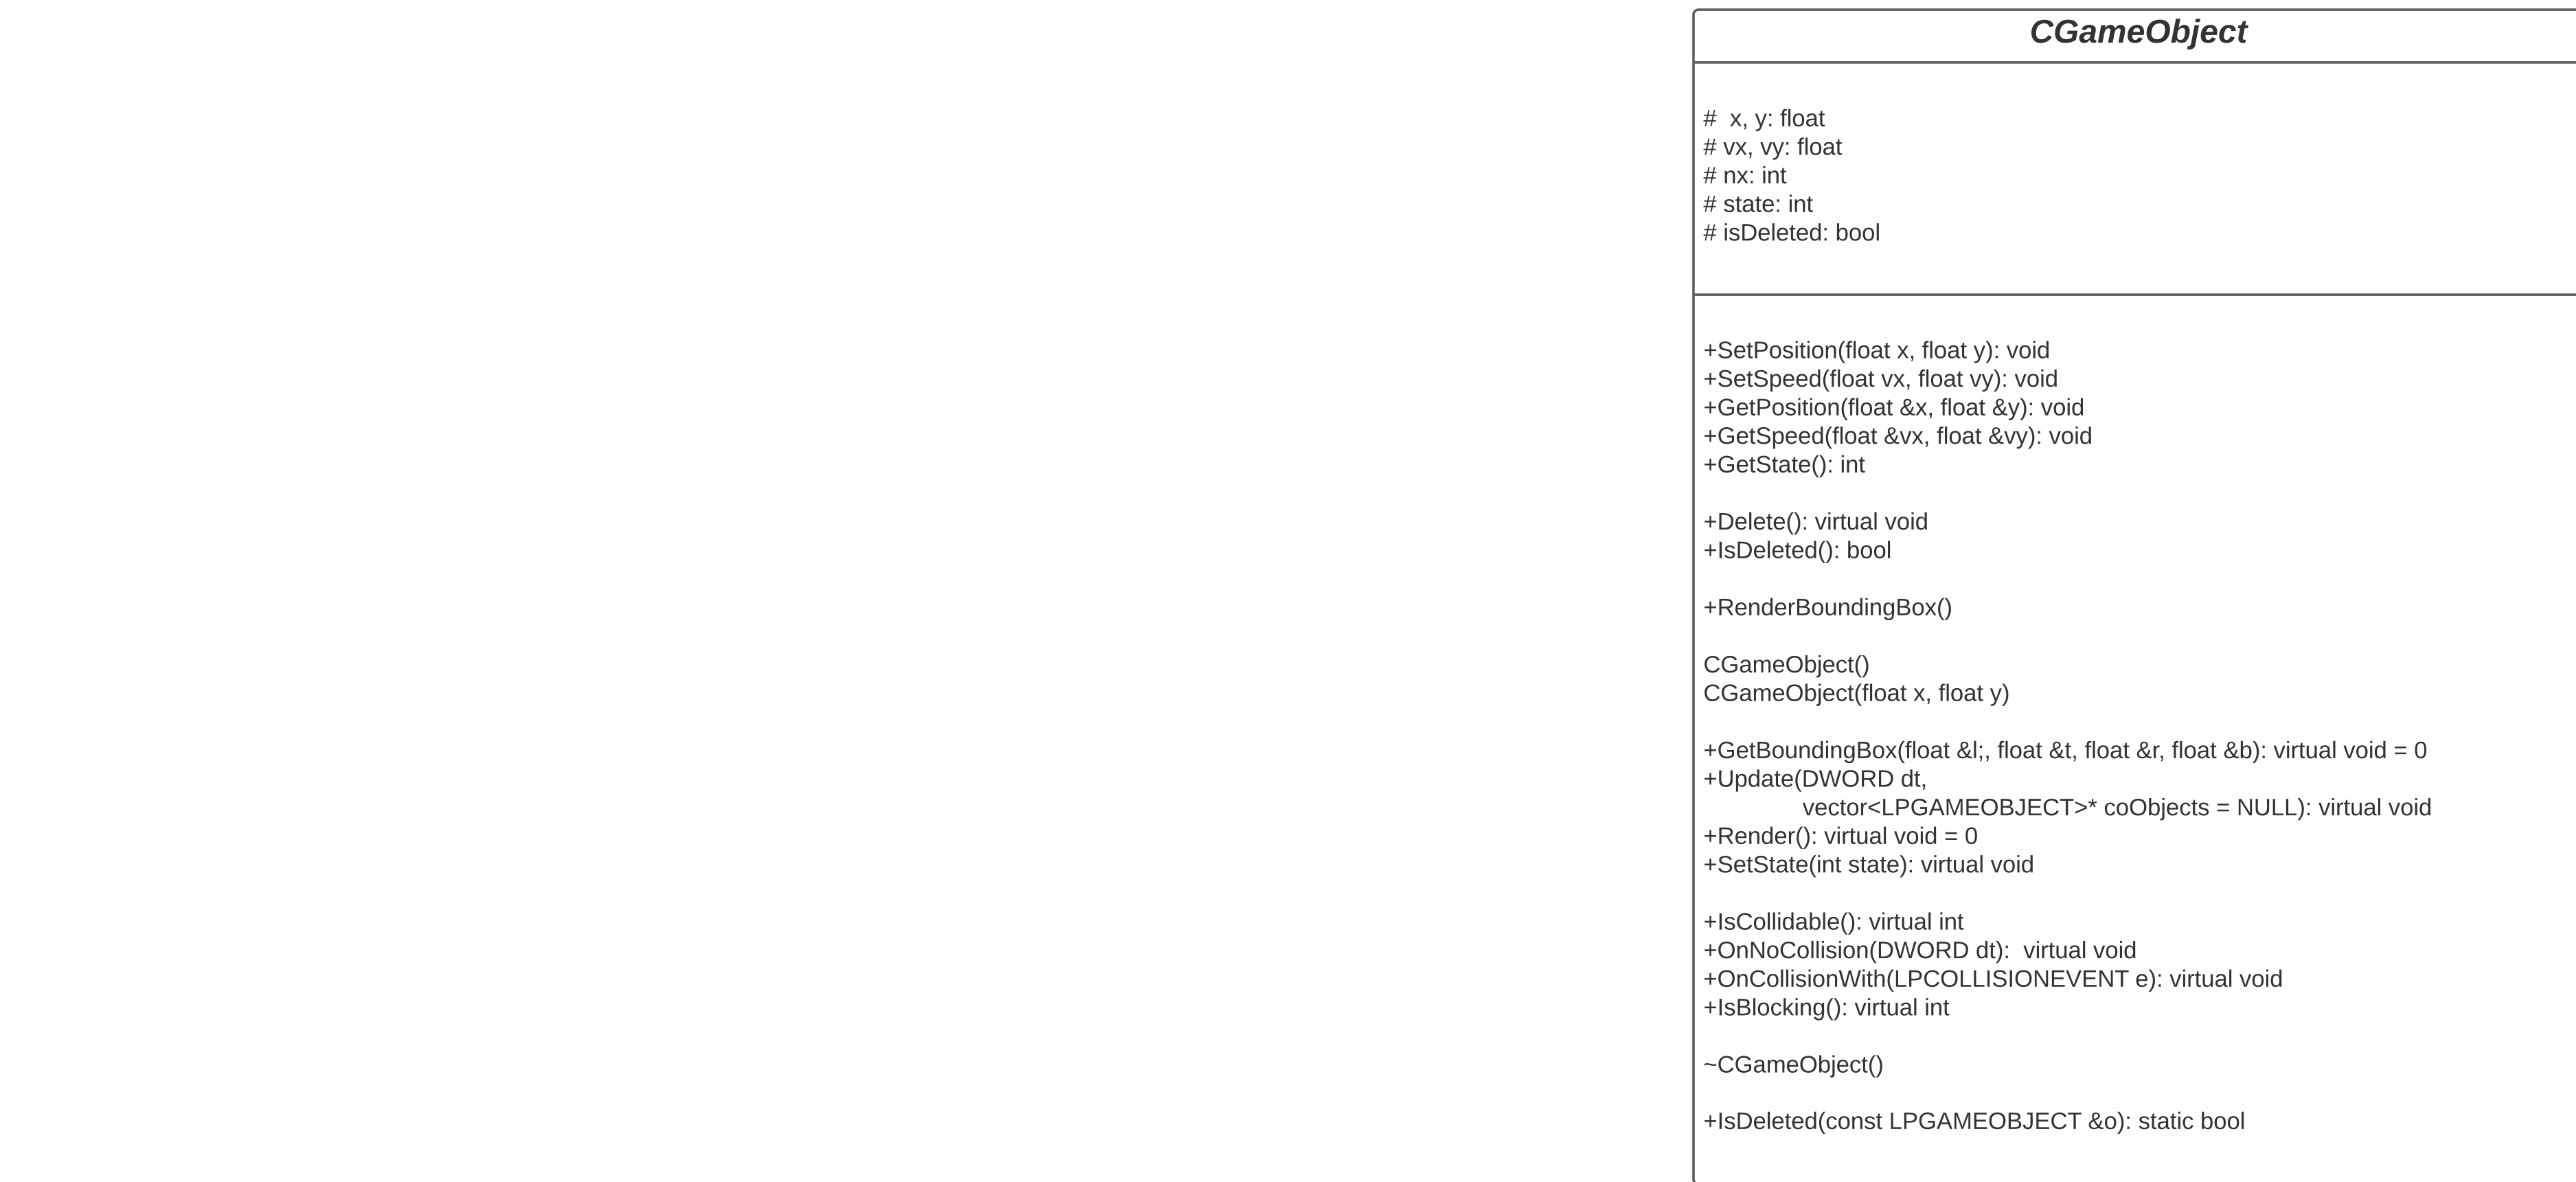 CGameObject
#  x, y: float
# vx, vy: float
# nx: int
# state: int
# isDeleted: bool
+SetPosition(float x, float y): void
+SetSpeed(float vx, float vy): void
+GetPosition(float &x, float &y): void
+GetSpeed(float &vx, float &vy): void
+GetState(): int
+Delete(): virtual void
+IsDeleted(): bool
+RenderBoundingBox()
CGameObject()
CGameObject(float x, float y)
+GetBoundingBox(float &l;, float &t, float &r, float &b): virtual void = 0
+Update(DWORD dt,
vector<LPGAMEOBJECT>* coObjects = NULL): virtual void
+Render(): virtual void = 0
+SetState(int state): virtual void
+IsCollidable(): virtual int
+OnNoCollision(DWORD dt):  virtual void
+OnCollisionWith(LPCOLLISIONEVENT e): virtual void
+IsBlocking(): virtual int
~CGameObject()
+IsDeleted(const LPGAMEOBJECT &o): static bool